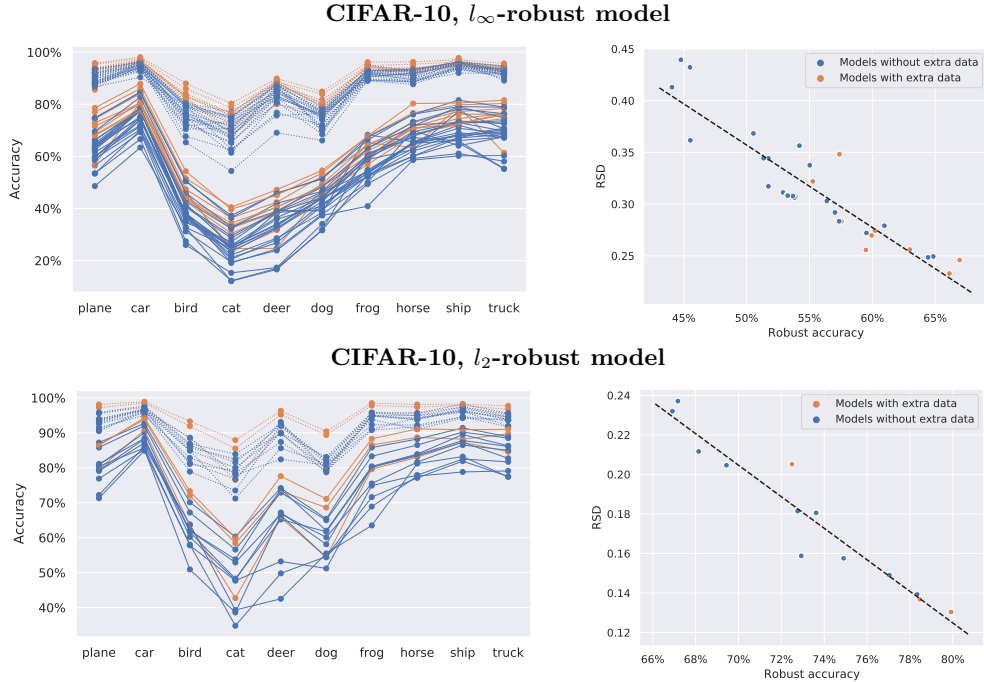 CIFAR-10, l∞-robust model
100%
80%
60%
40%
20%
Accuracy
plane car bird cat deer dog frog horse ship truck
0.45
0.40
0.35
0.30
0.25
RSD
Models without extra data
Models with extra data
45% 50% 55% 60% 65%
Robust accuracy
CIFAR-10, l2-robust model
100%
90%
80%
70%
60%
50%
40%
Accuracy
plane car bird cat deer dog frog horse ship truck
0.24
0.22
0.20
0.18
0.16
0.14
0.12
RSD
Models with extra data
Models without extra data
66% 68% 70% 72% 74% 76% 78% 80%
Robust accuracy